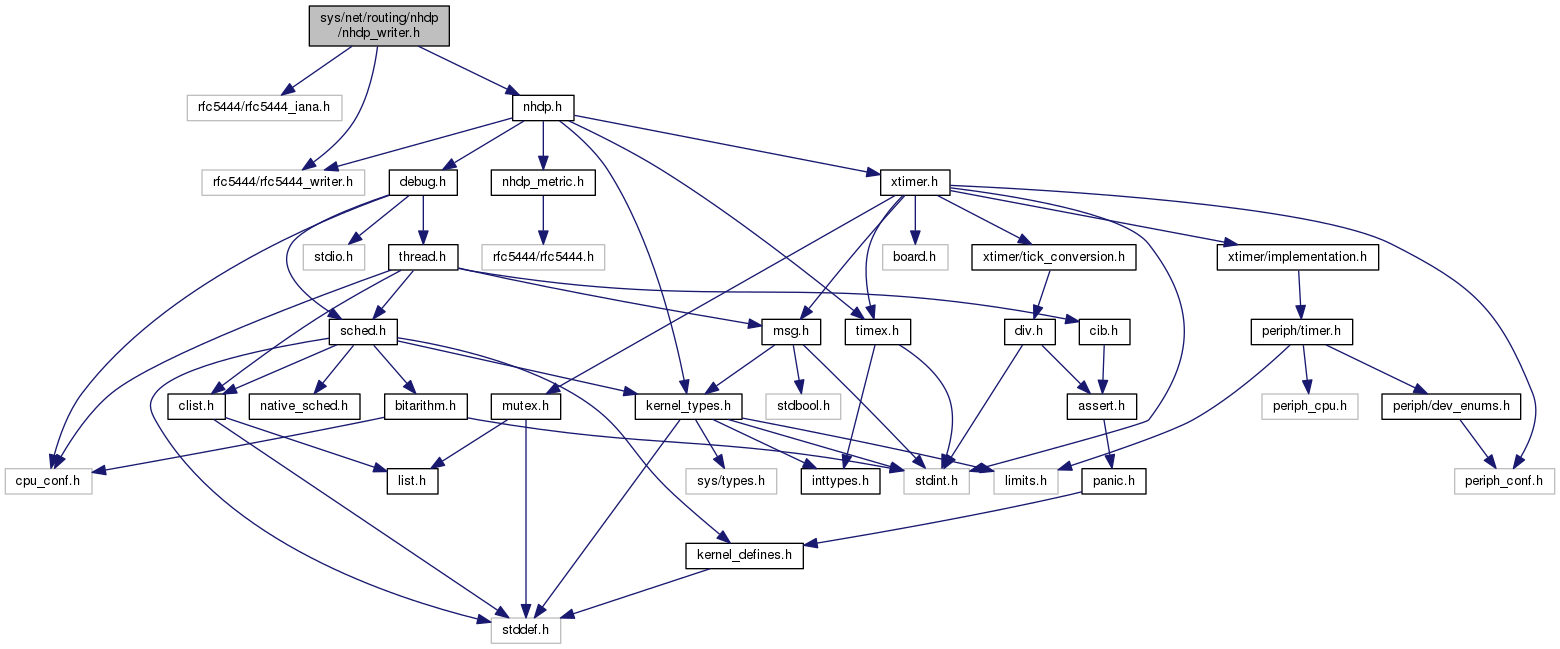 sys/net/routing/nhdp
/nhdp_writer.h
rfc5444/rfc5444_iana.h
nhdp.h
rfc5444/rfc5444_writer.h
debug.h
nhdp_metric.h
xtimer.h
stdio.h
thread.h
rfc5444/rfc5444.h
board.h
xtimer/tick_conversion.h
xtimer/implementation.h
sched.h
msg.h
timex.h
div.h
cib.h
periph/timer.h
clist.h
native_sched.h
bitarithm.h
mutex.h
kernel_types.h
stdbool.h
assert.h
periph_cpu.h
periph/dev_enums.h
cpu_conf.h
list.h
sys/types.h
inttypes.h
stdint.h
limits.h
panic.h
periph_conf.h
kernel_defines.h
stddef.h